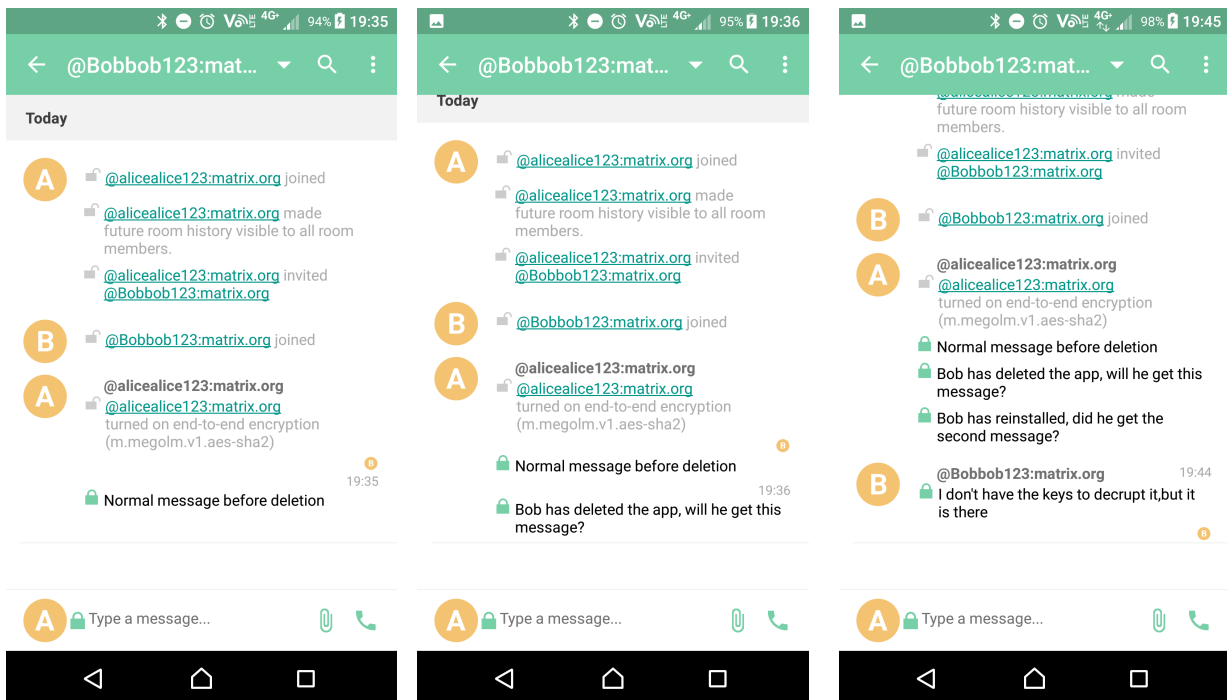 94% 19:35
@Bobbob123:mat...
Today
A
@alicealice123:matrix.org joined
@alicealice123:matrix.org made
future room history visible to all room
members.
@alicealice123:matrix.org invited
@Bobbob123:matrix.org
B
@Bobbob123:matrix.org joined
A
@alicealice123:matrix.org
@alicealice123:matrix.org
turned on end-to-end encryption
(m.megolm.v1.aes-sha2)
B
19:35
Normal message before deletion
A
Type a message...
4G+ 95% 19:36
@Bobbob123:mat...
Today
A
@alicealice123:matrix.org joined
@alicealice123:matrix.org made
future room history visible to all room
members.
@alicealice123:matrix.org invited
@Bobbob123:matrix.org
B
@Bobbob123:matrix.org joined
A
@alicealice123:matrix.org
@alicealice123:matrix.org
turned on end-to-end encryption
(m.megolm.v1.aes-sha2)
B
Normal message before deletion
19:36
Bob has deleted the app, will he get this
message?
A
Type a message...
4G+ 98% 19:45
@Bobbob123:mat...
@alicealice123:matrix.org made
future room history visible to all room
members.
@alicealice123:matrix.org invited
@Bobbob123:matrix.org
B
@Bobbob123:matrix.org joined
A
@alicealice123:matrix.org
@alicealice123:matrix.org
turned on end-to-end encryption
(m.megolm.v1.aes-sha2)
Normal message before deletion
Bob has deleted the app, will he get this
message?
Bob has reinstalled, did he get the
second message?
B
@Bobbob123:matrix.org 19:44
I don't have the keys to decrupt it,but it
is there
B
A
Type a message...